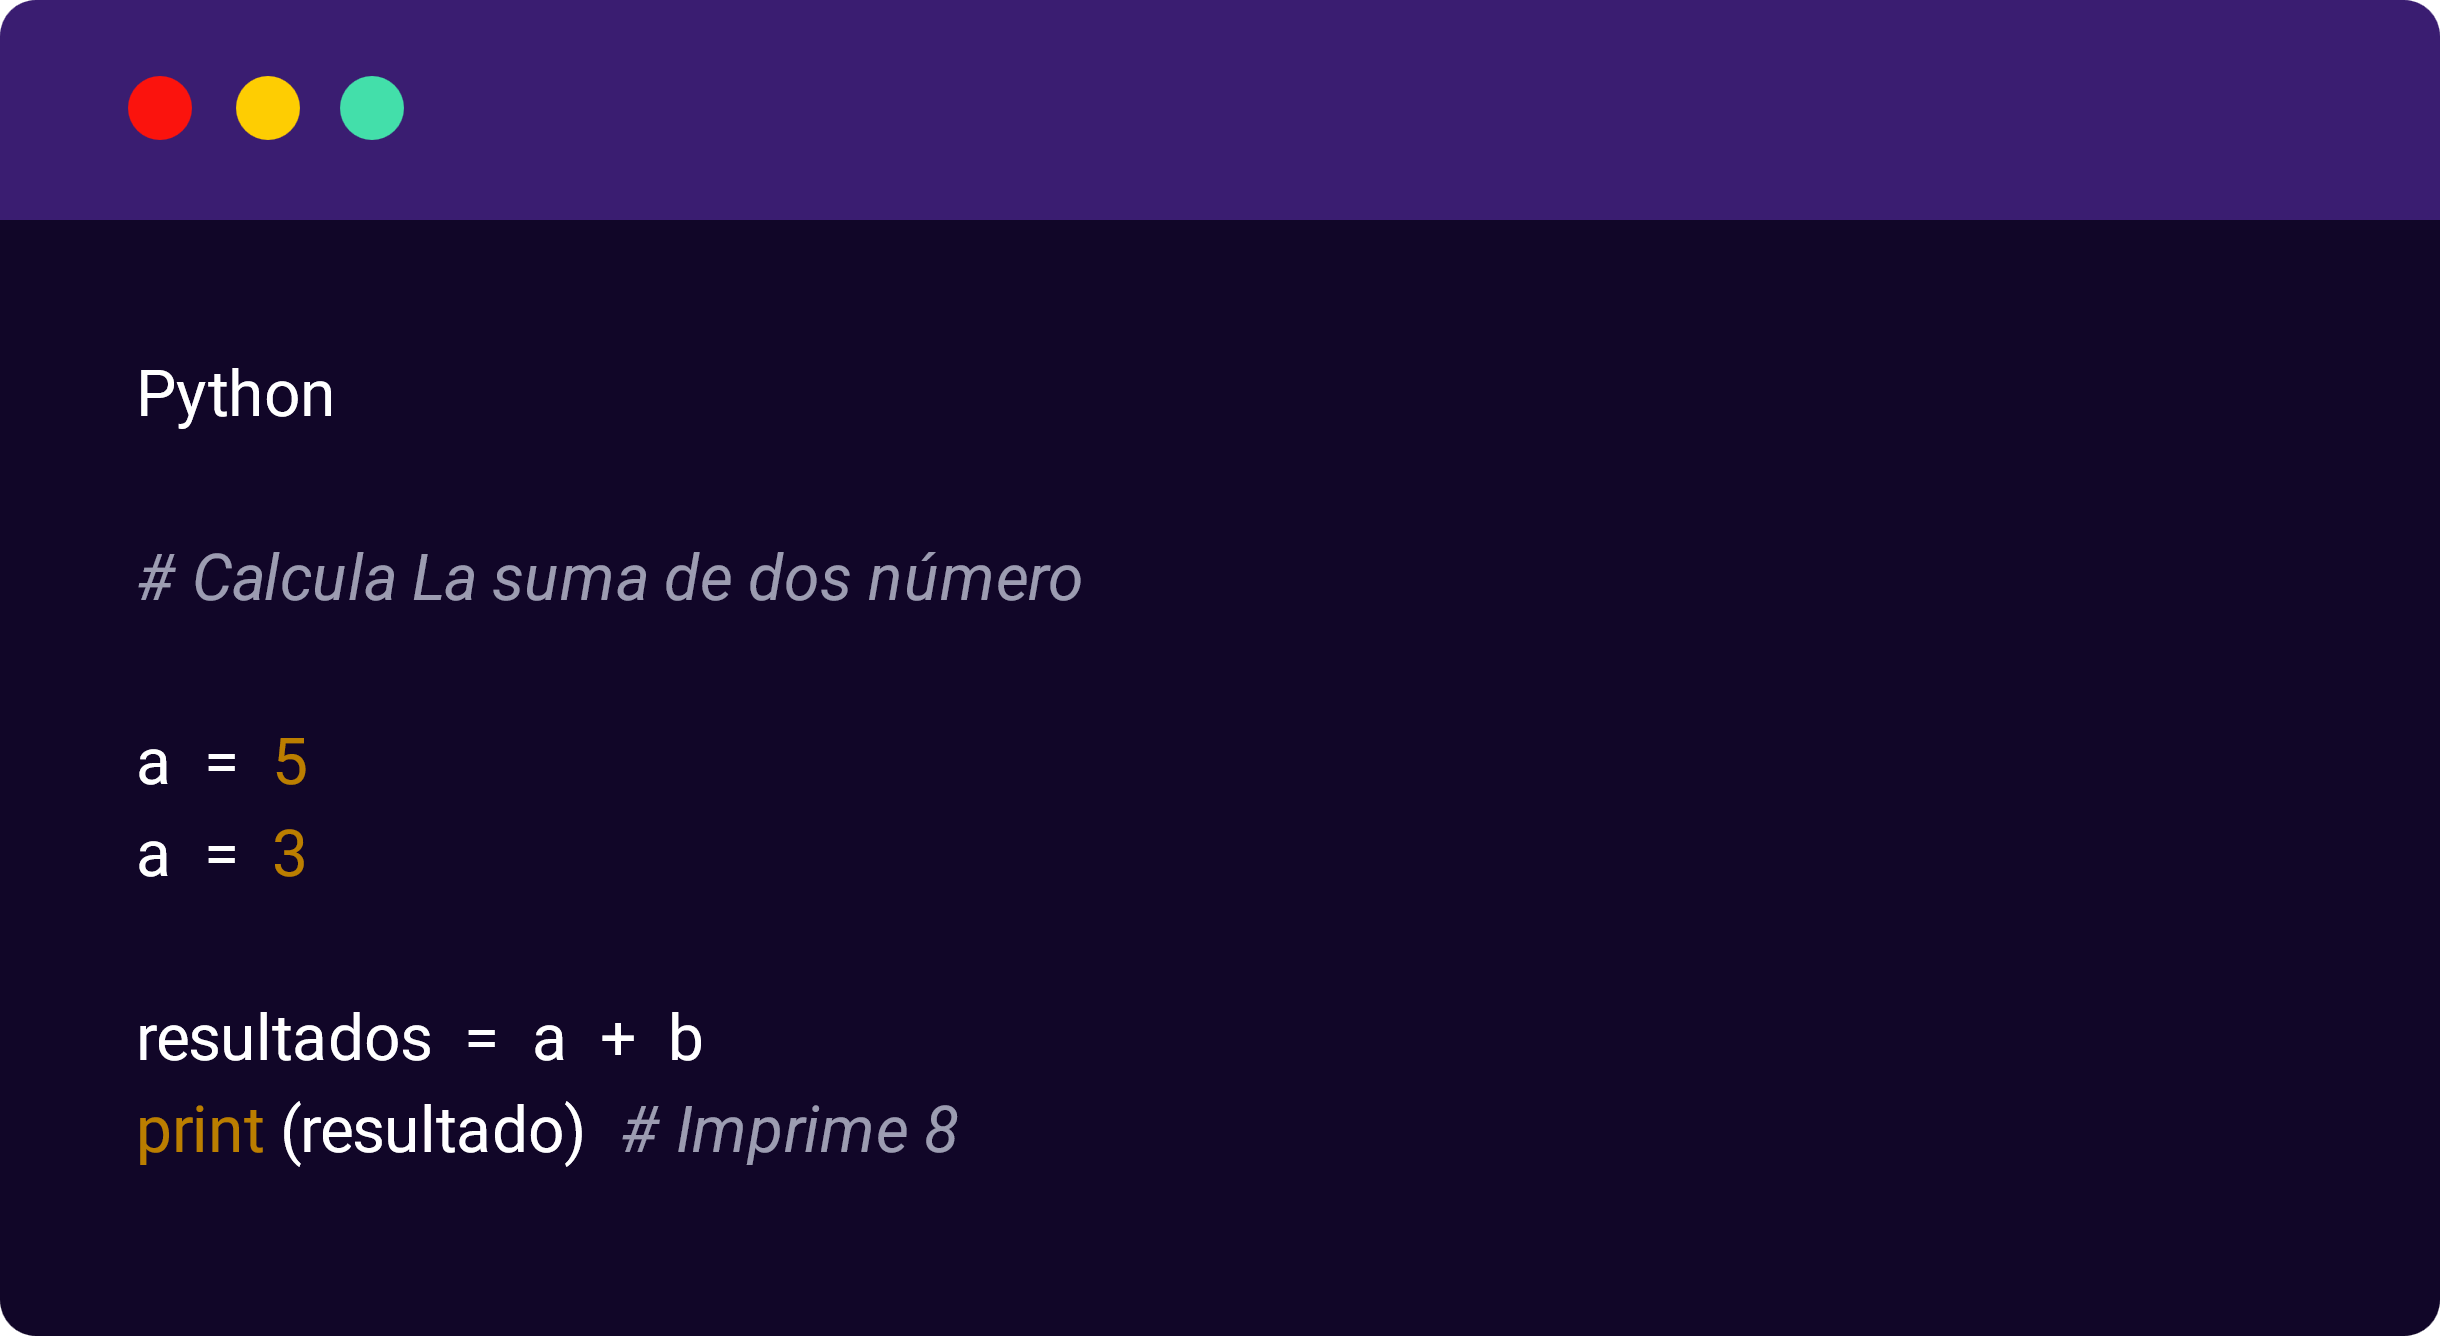 Python
# Calcula La suma de dos número
a = 5
a = 3
resultados = a + b
print (resultado) # Imprime 8